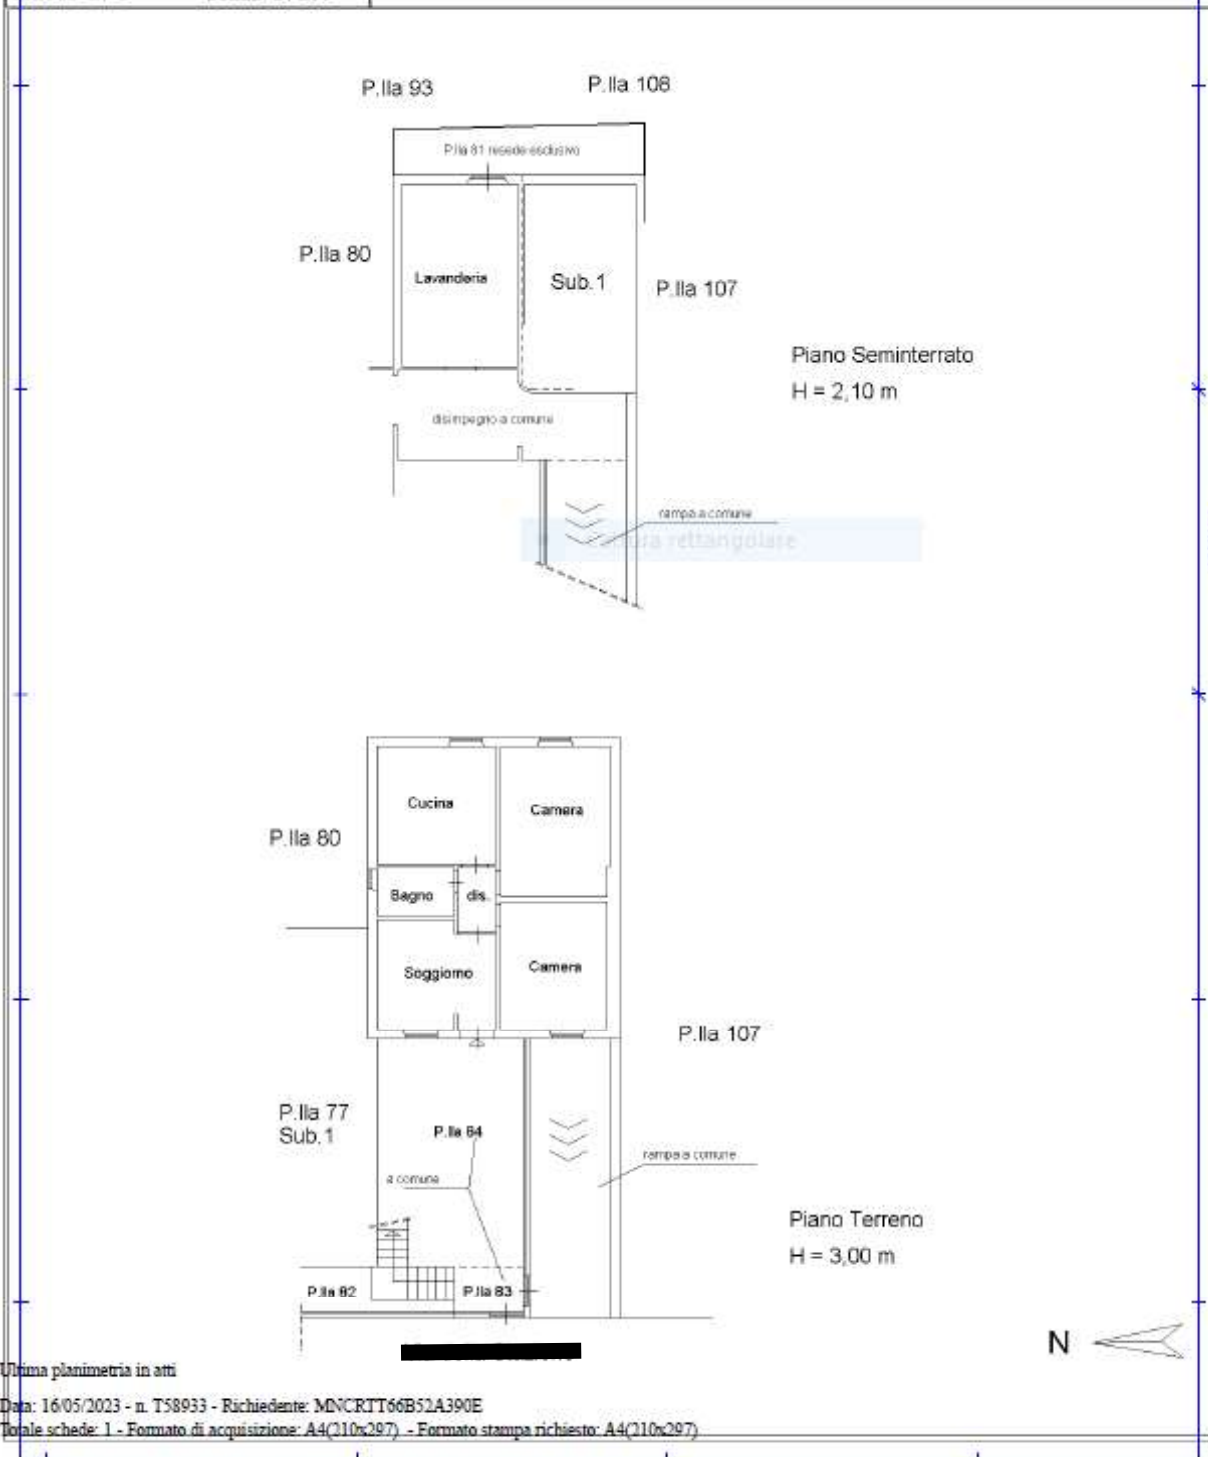 P.lla 93
P.lla 108
P.lla 81 resede esclusivo
P.lla 80
Lavanderia
Sub.1
P.lla 107
Piano Seminterrato
H = 2,10 m
disimpegno a comune
rampa a comune
rettangolare
Cucina
Camera
P.lla 80
Bagno
dis.
Soggiorno
Camera
P.lla 107
P.lla 77
Sub.1
P.lla 84
rampa a comune
a comune
Piano Terreno
H = 3,00 m
P.lla 82
P.lla 83
N
Ultima planimetria in atti
Data: 16/05/2023 - n. T58933 - Richiedente: MNCRTT66B52A390E
Totale schede: 1 - Formato di acquisizione: A4(210x297) - Formato stampa richiesto: A4(210x297)